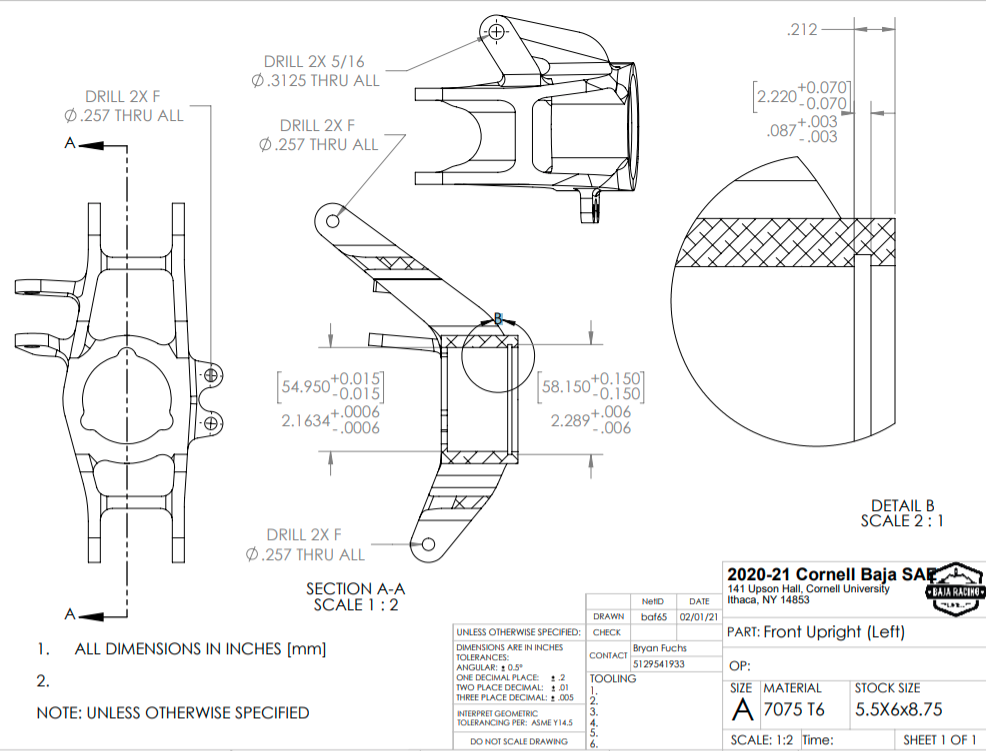 DRILL 2X 5/16
Ø.3125 THRU ALL
DRILL 2X F
Ø.257 THRU ALL
DRILL 2X F
Ø.257 THRU ALL
A
.212
[2.220 +0.070 -0.070]
.087 +.003 -.003
B
[54.950 +0.015 -0.015]
2.1634 +.0006 -.0006
[58.150 +0.150 -0.150]
2.289 +.006 -.006
DRILL 2X F
Ø.257 THRU ALL
DETAIL B
SCALE 2 : 1
SECTION A-A
SCALE 1 : 2
A
1. ALL DIMENSIONS IN INCHES [mm]
2.
NOTE: UNLESS OTHERWISE SPECIFIED
UNLESS OTHERWISE SPECIFIED:
DIMENSIONS ARE IN INCHES
TOLERANCES:
ANGULAR: ± 0.5°
ONE DECIMAL PLACE: ± .2
TWO PLACE DECIMAL: ± .01
THREE PLACE DECIMAL: ± .005
INTERPRET GEOMETRIC
TOLERANCING PER: ASME Y14.5
DO NOT SCALE DRAWING
NetID DATE
DRAWN baf65 02/01/21
CHECK
CONTACT Bryan Fuchs
5129541933
TOOLING
1.
2.
3.
4.
5.
6.
2020-21 Cornell Baja SAE
141 Upson Hall, Cornell University
Ithaca, NY 14853
BAJA RACING
PART: Front Upright (Left)
OP:
SIZE MATERIAL STOCK SIZE
A 7075 T6 5.5X6x8.75
SCALE: 1:2 Time: SHEET 1 OF 1